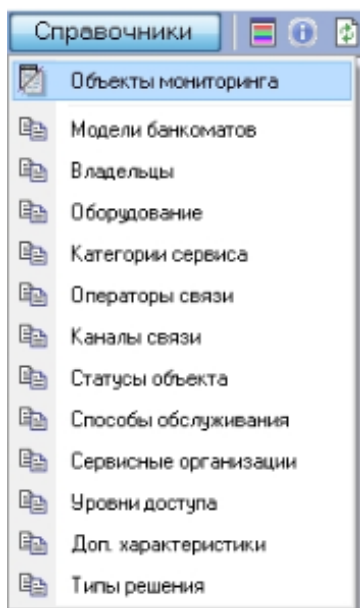 Справочники
Объекты мониторинга
Модели банкоматов
Владельцы
Оборудование
Категории сервиса
Операторы связи
Каналы связи
Статусы объекта
Способы обслуживания
Сервисные организации
Уровни доступа
Доп. характеристики
Типы решения